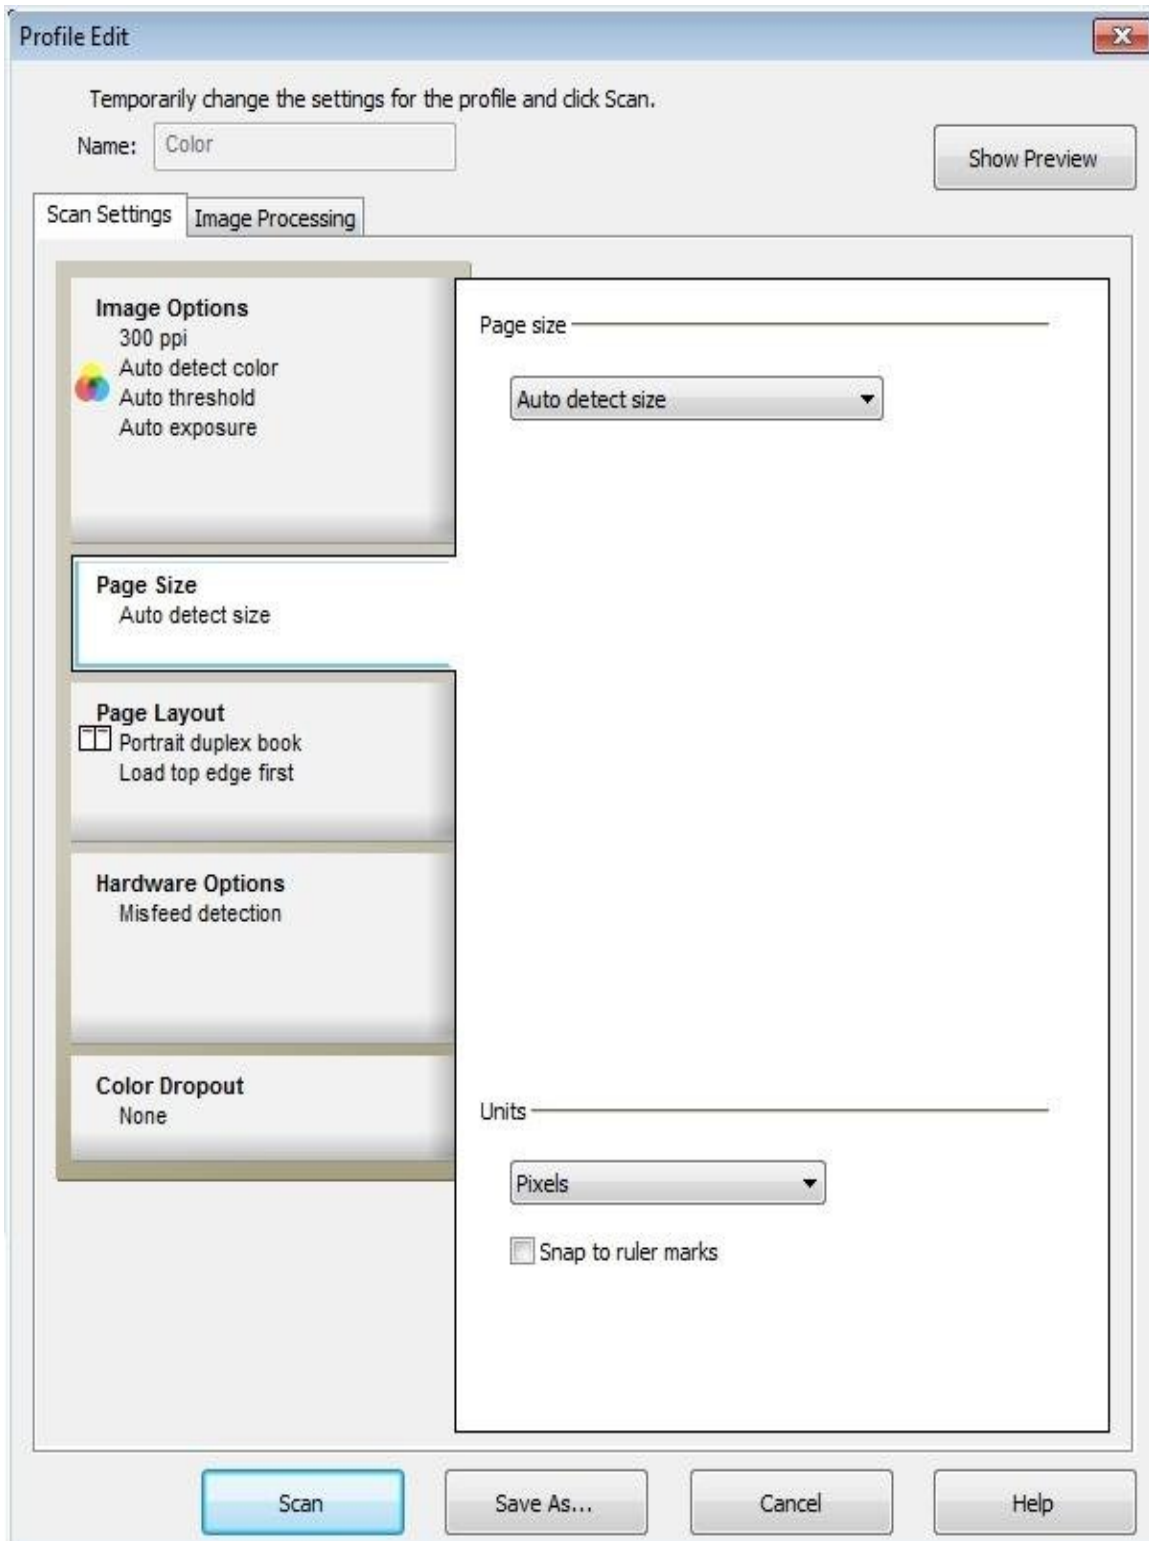 Profile Edit
Temporarily change the settings for the profile and click Scan.
Name: Color
Show Preview
Scan Settings Image Processing
Image Options
300 ppi
Auto detect color
Auto threshold
Auto exposure
Page Size
Auto detect size
Page Layout
Portrait duplex book
Load top edge first
Hardware Options
Misfeed detection
Color Dropout
None
Page size
Auto detect size
Units
Pixels
Snap to ruler marks
Scan Save As... Cancel Help